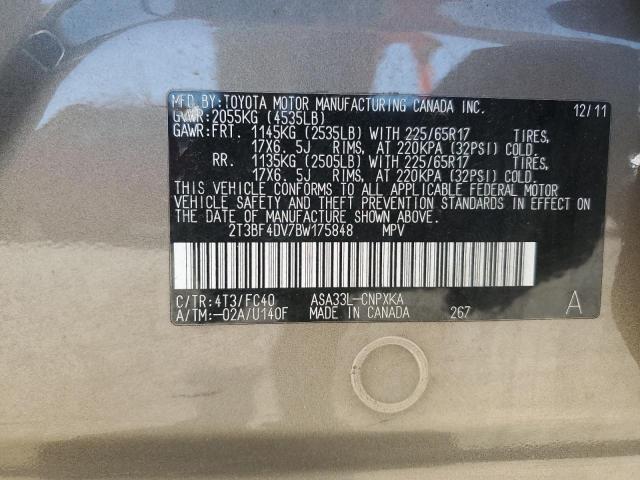 MFD.BY:TOYOTA MOTOR MANUFACTURING CANADA INC. 12/11
GVWR:2055KG (4535LB)
GAWR:FRT. 1145KG (2535LB) WITH 225/65R17 TIRES,
17X6.5J RIMS, AT 220KPA (32PSI) COLD.
RR. 1135KG (2505LB) WITH 225/65R17 TIRES,
17X6.5J RIMS, AT 220KPA (32PSI) COLD.
THIS VEHICLE CONFORMS TO ALL APPLICABLE FEDERAL MOTOR
VEHICLE SAFETY, BUMPER, AND THEFT PREVENTION STANDARDS IN EFFECT ON
THE DATE OF MANUFACTURE SHOWN ABOVE.
2T3BF4DV7BW175848 MPV
C/TR:4T3/FC40 ASA33L-CNPXKA A
A/TM:-02A/U140F MADE IN CANADA 267